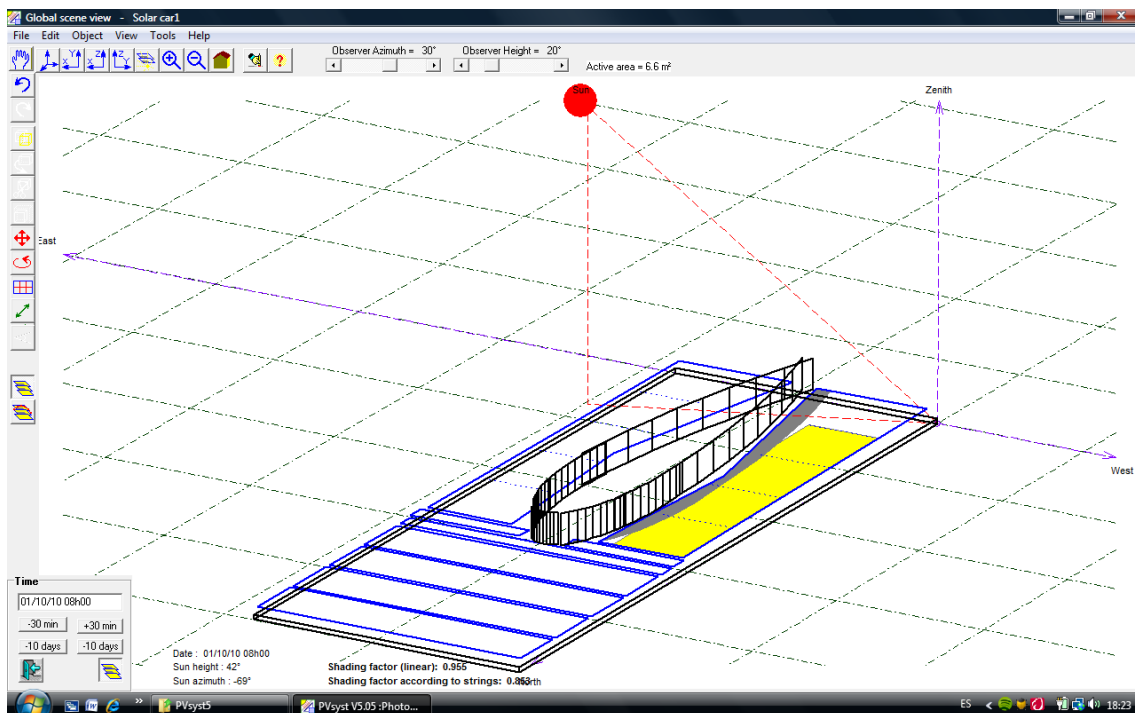 Global scene view - Solar car1
File Edit Object View Tools Help
Observer Azimuth = 30° Observer Height = 20°
Active area = 6.6 m²
Sun
Zenith
East
West
Time
01/10/10 08h00
-30 min +30 min
-10 days -10 days
Date : 01/10/10 08h00
Sun height : 42°
Sun azimuth : -69°
Shading factor (linear): 0.955
Shading factor according to strings: 0.863
North
PVsyst5
PVsyst V5.05 :Photo...
ES
18:23